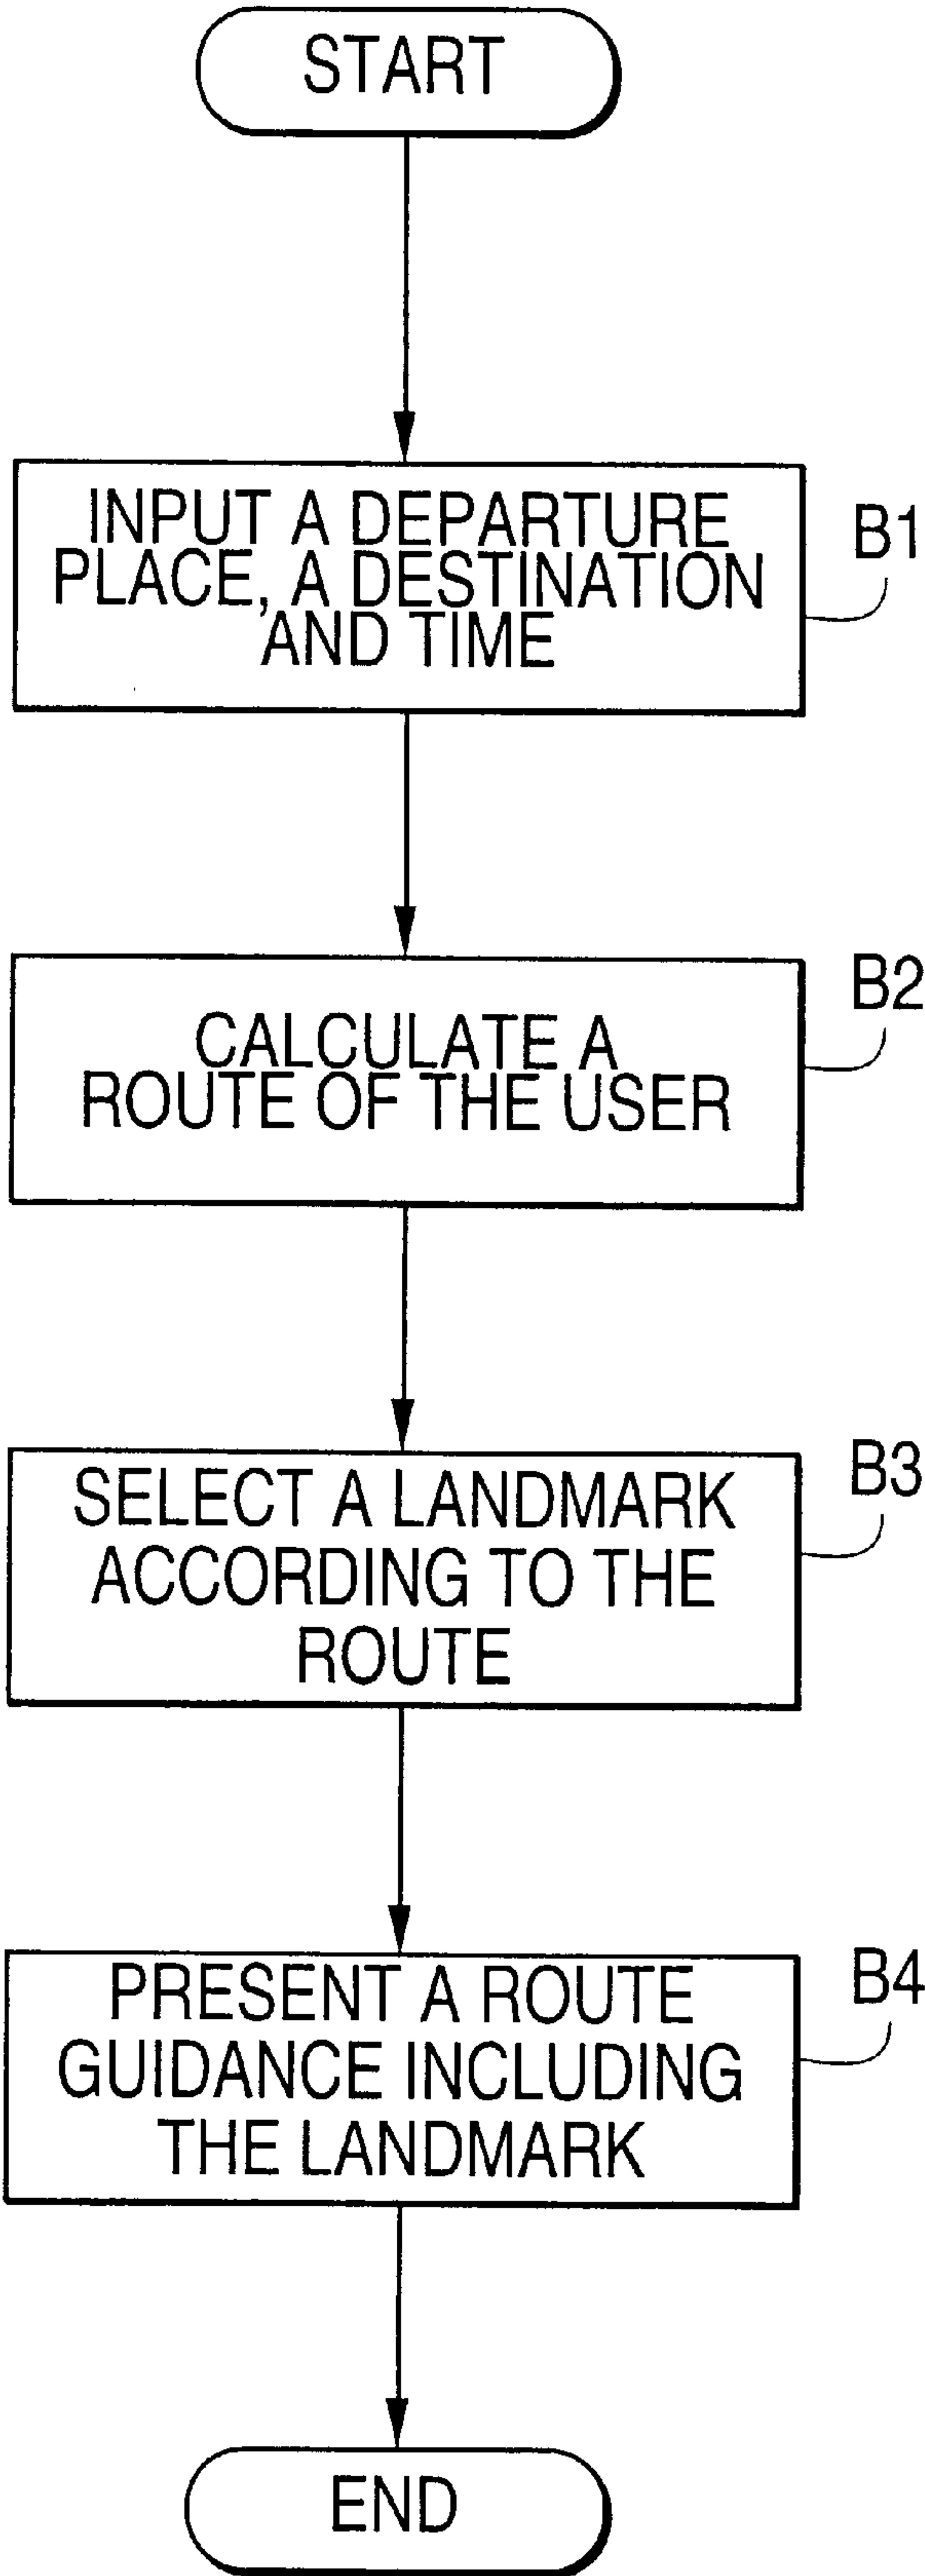 START
INPUT A DEPARTURE
PLACE, A DESTINATION
AND TIME
B1
CALCULATE A
ROUTE OF THE USER
B2
SELECT A LANDMARK
ACCORDING TO THE
ROUTE
B3
PRESENT A ROUTE
GUIDANCE INCLUDING
THE LANDMARK
B4
END